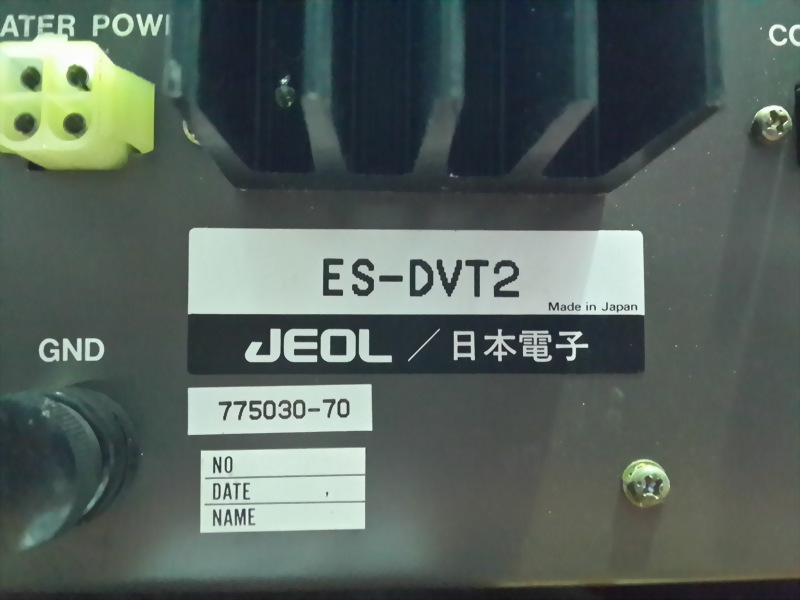 ATER POW
CO
ES-DVT2
Made in Japan
JEOL / 日本電子
GND
775030-70
NO
DATE ,
NAME